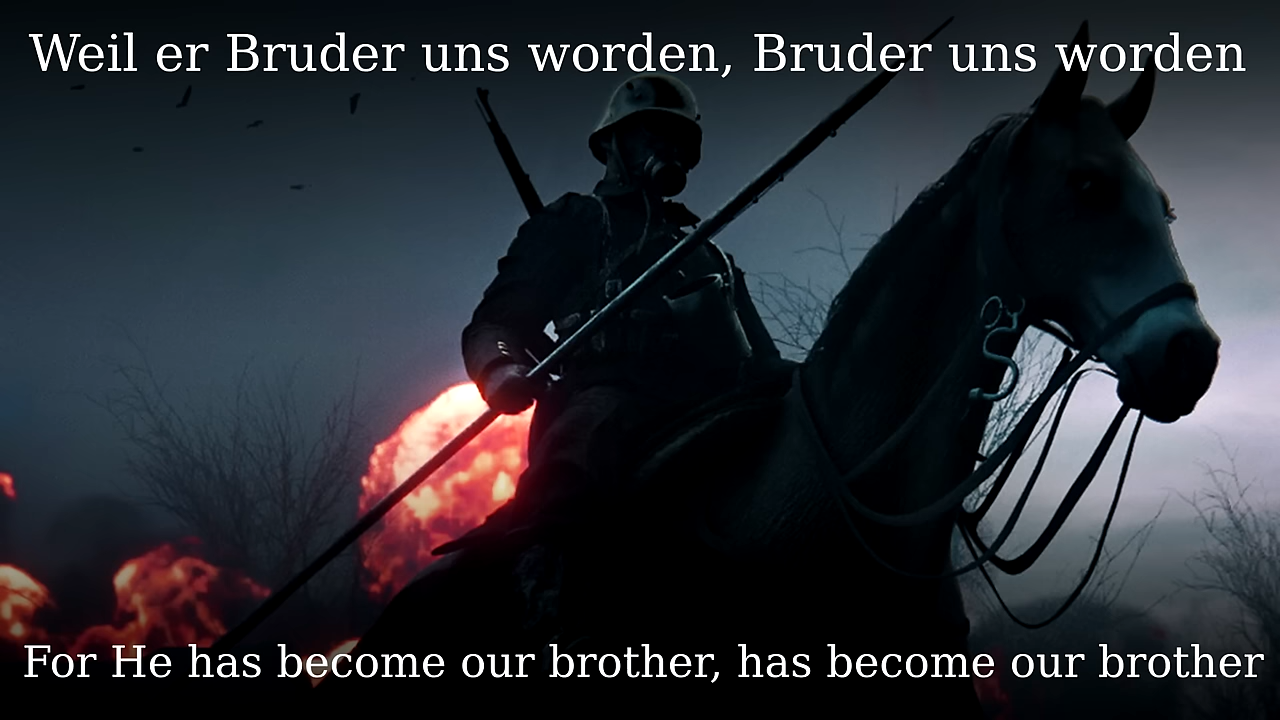 Weil er Bruder uns worden, Bruder uns worden
For He has become our brother, has become our brother